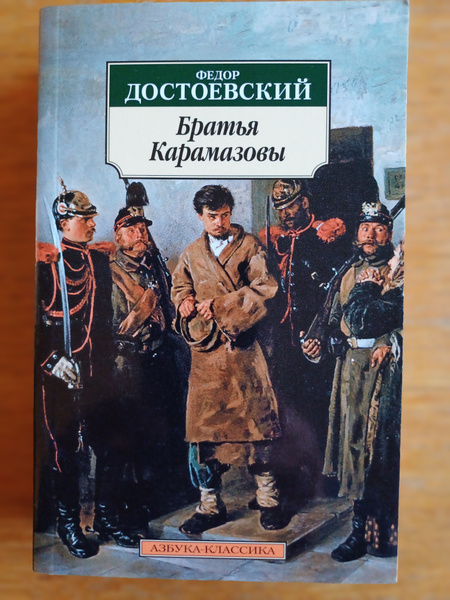 ФЕДОР
ДОСТОЕВСКИЙ
Братья
Карамазовы
АЗБУКА-КЛАССИКА